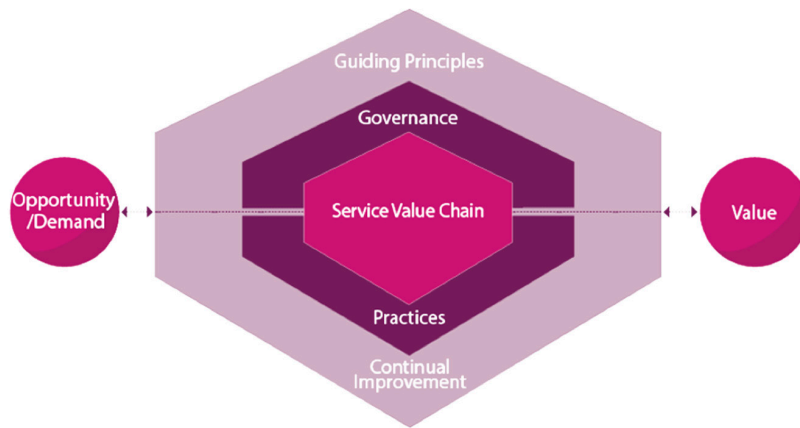 Guiding Principles
Governance
Opportunity
/Demand
Service Value Chain
Value
Practices
Continual
Improvement